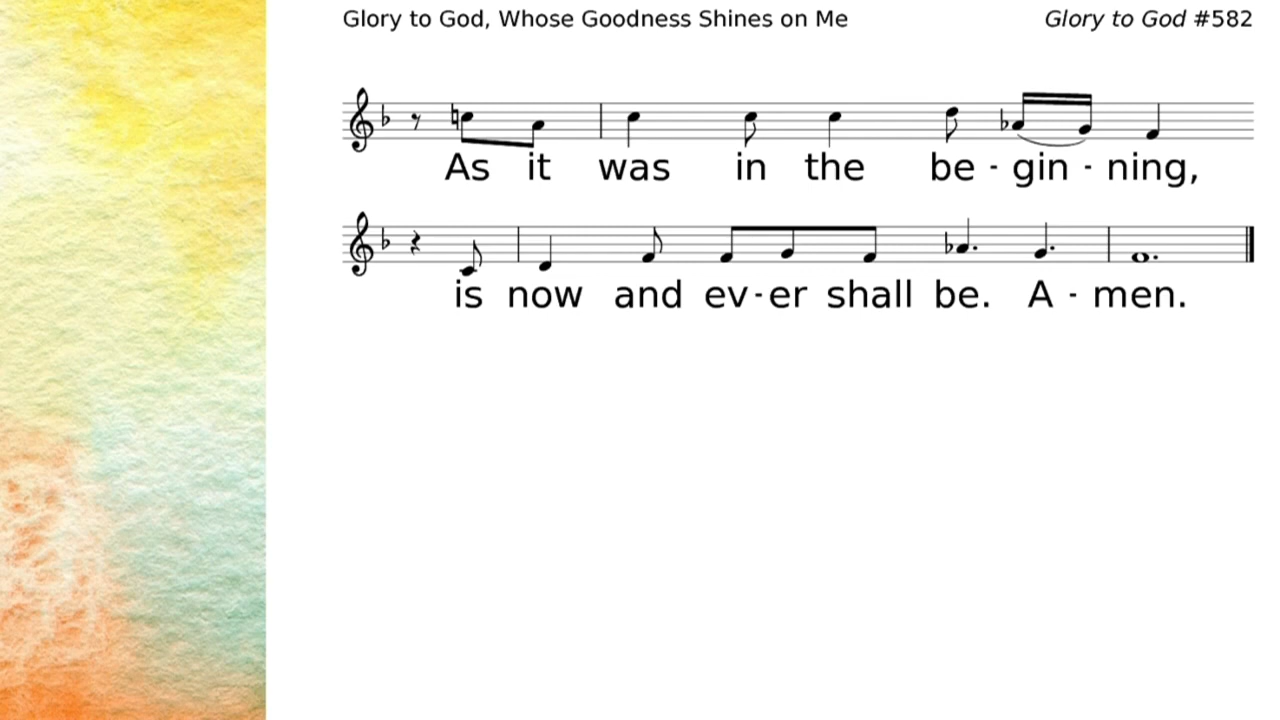 Glory to God, Whose Goodness Shines on Me Glory to God #582
As it was in the be - gin - ning,
is now and ev - er shall be. A - men.